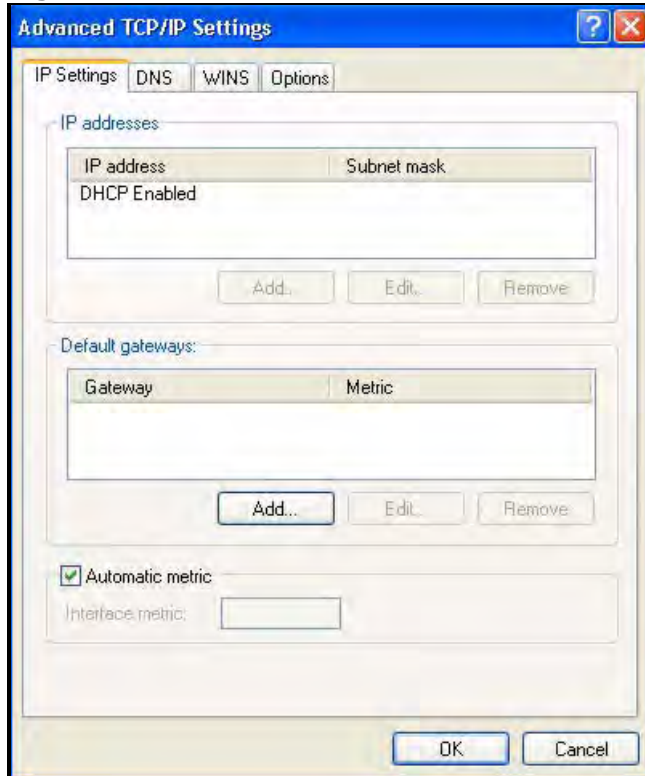 Advanced TCP/IP Settings
IP Settings DNS WINS Options
IP addresses
IP address Subnet mask
DHCP Enabled
Add... Edit... Remove
Default gateways:
Gateway Metric
Add... Edit... Remove
Automatic metric
Interface metric:
OK Cancel